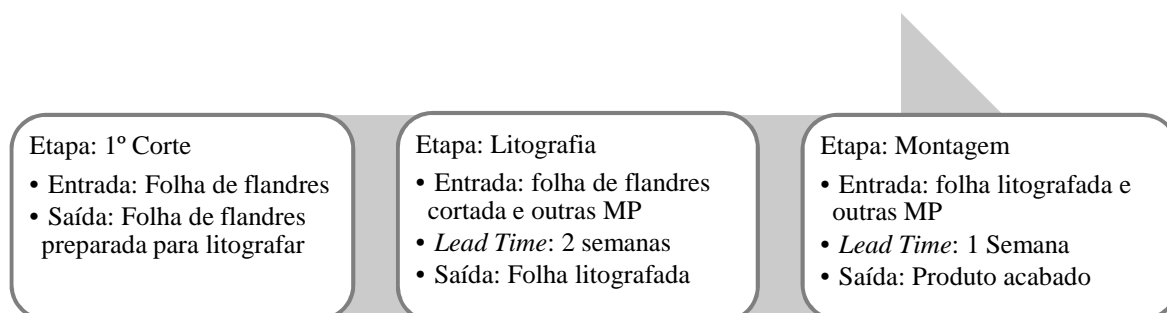 Etapa: 1º Corte
• Entrada: Folha de flandres
• Saída: Folha de flandres
preparada para litografar
Etapa: Litografia
• Entrada: folha de flandres
cortada e outras MP
• Lead Time: 2 semanas
• Saída: Folha litografada
Etapa: Montagem
• Entrada: folha litografada e
outras MP
• Lead Time: 1 Semana
• Saída: Produto acabado